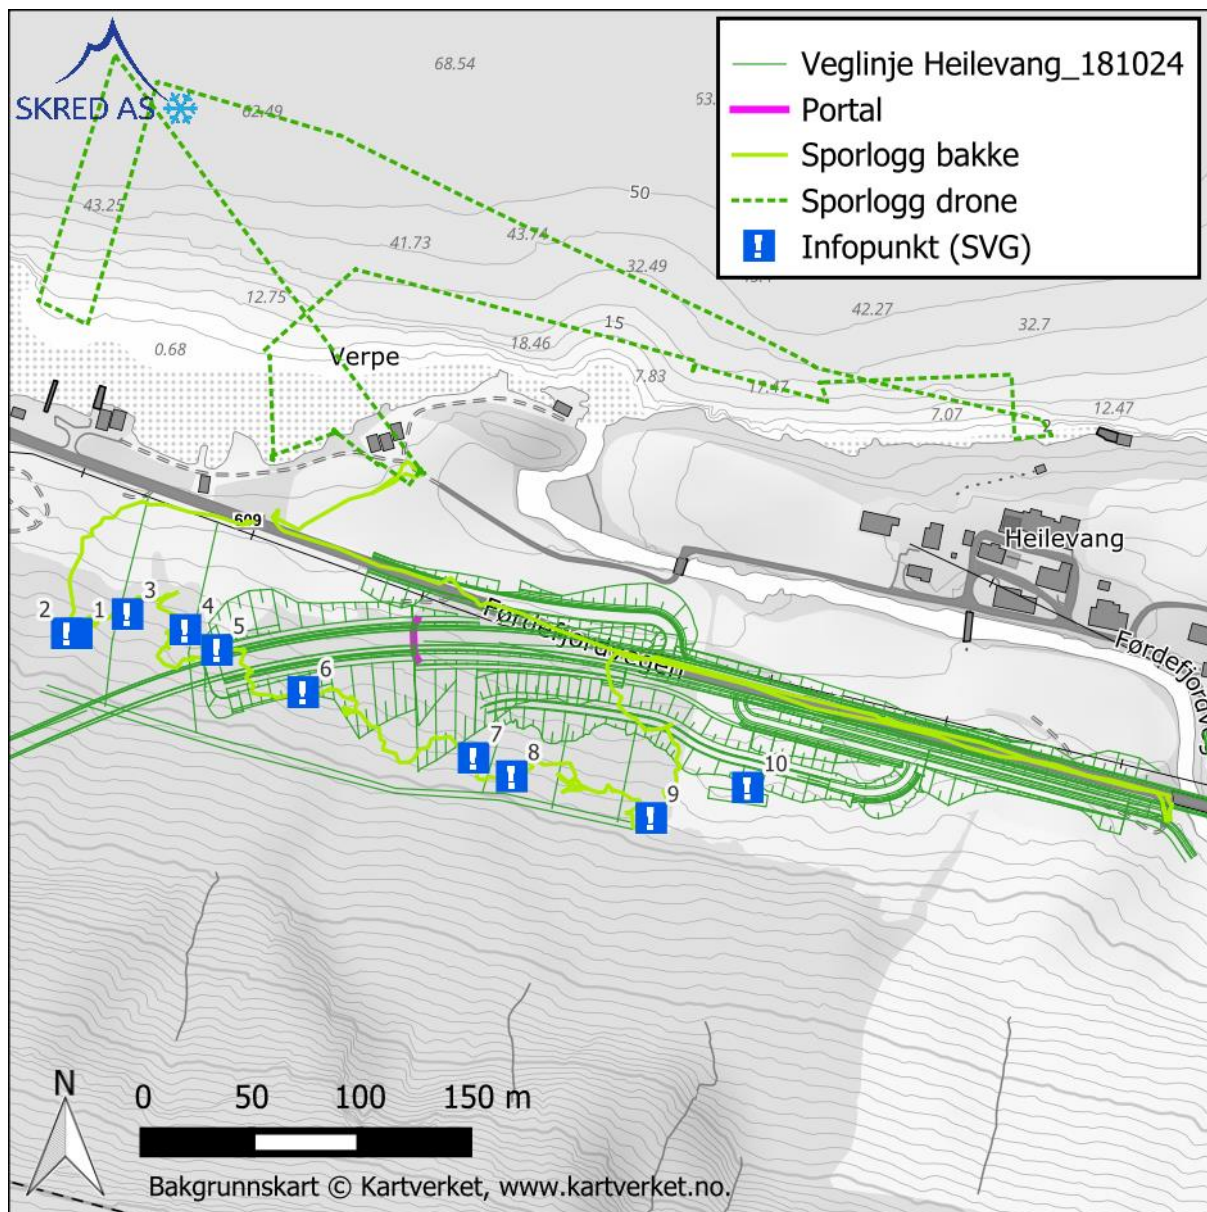 SKRED AS
Veglinje Heilevang_181024
Portal
Sporlogg bakke
Sporlogg drone
Infopunkt (SVG)
68.54
62.49
50
43.25
43.74
41.73
32.49
42.27
32.7
12.75
15
18.46
0.68
Verpe
7.83
17.47
7.07
12.47
2
609
Heilevang
Førdefjordvegen
Førdefjordveg
2
1
3
4
5
6
7
8
9
10
N
0 50 100 150 m
Bakgrunnskart © Kartverket, www.kartverket.no.